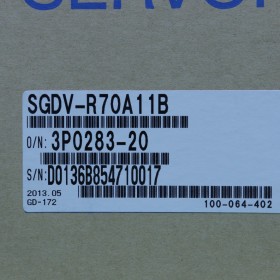 SGDV-R70A11B
O/N: 3P0283-20
S/N: D0136B854710017
2013.05
GD-172
100-064-402